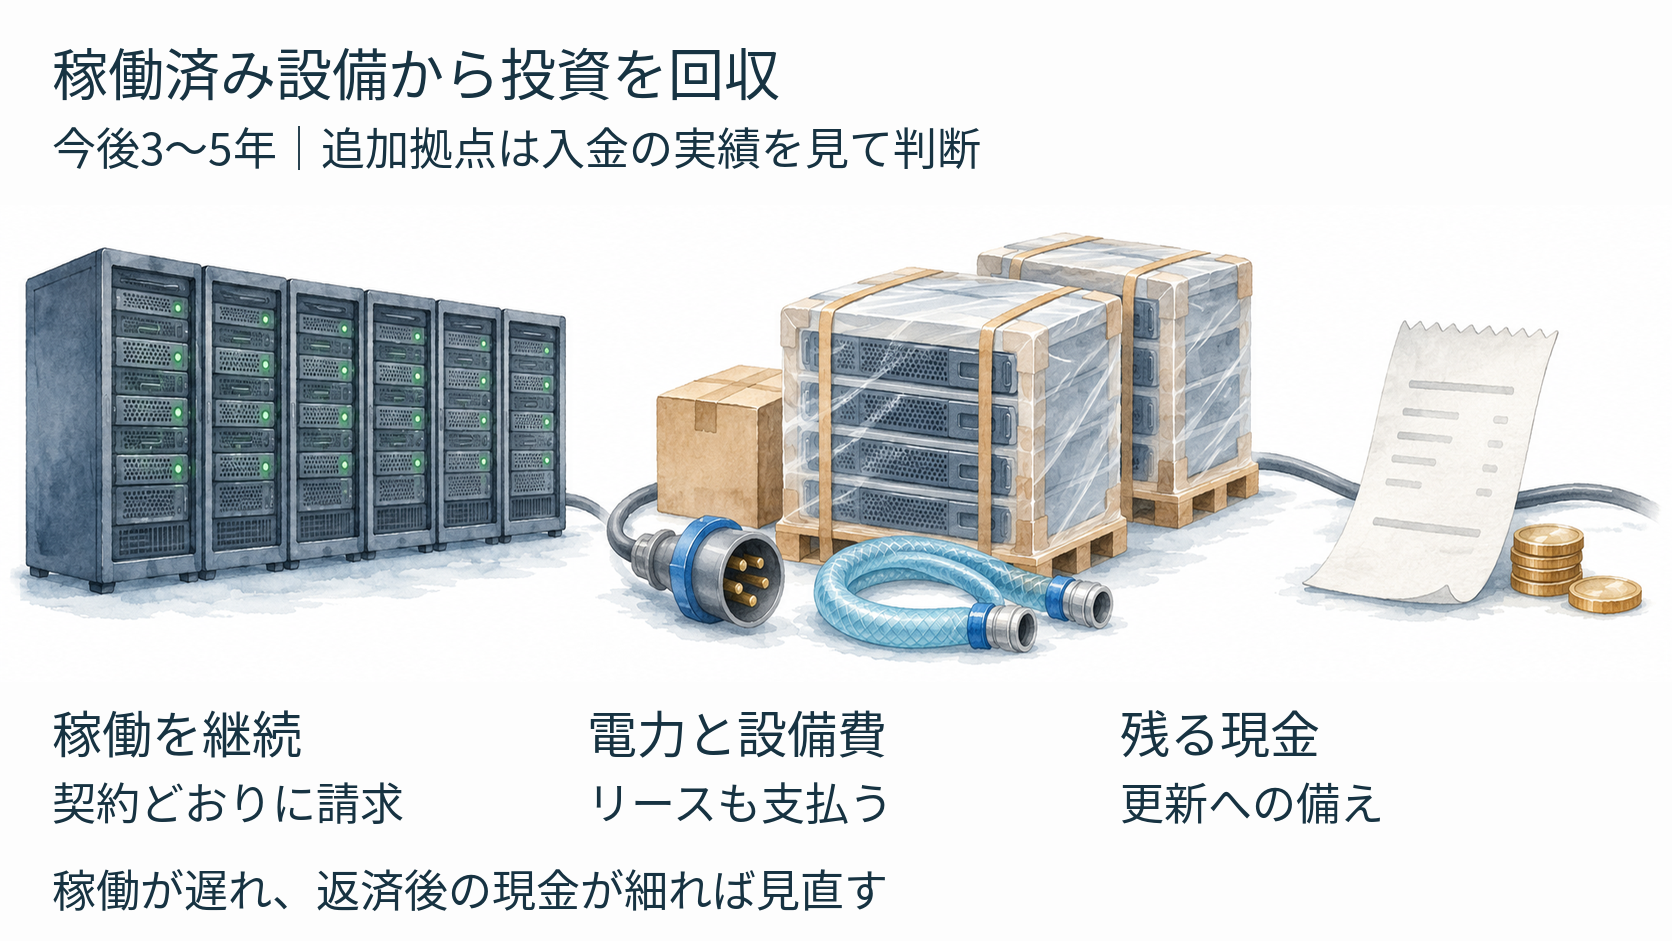 稼働済み設備から投資を回収
今後3〜5年｜追加拠点は入金の実績を見て判断
稼働を継続
契約どおりに請求
電力と設備費
リースも支払う
残る現金
更新への備え
稼働が遅れ、返済後の現金が細れば見直す